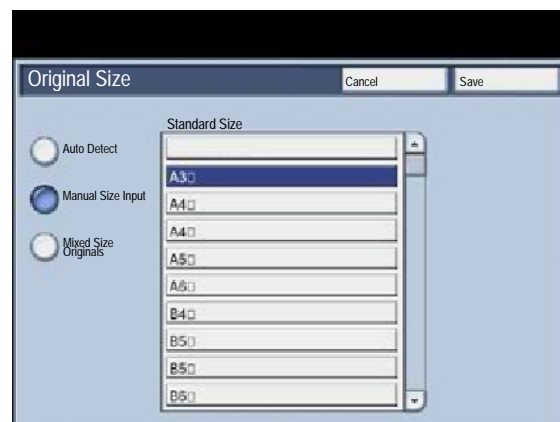 Original Size
Cancel
Save
Standard Size
Auto Detect
Manual Size Input
Mixed Size
Originals
A3▯
A4▯
A4▯
A5▯
A6▯
B4▯
B5▯
B5▯
B6▯